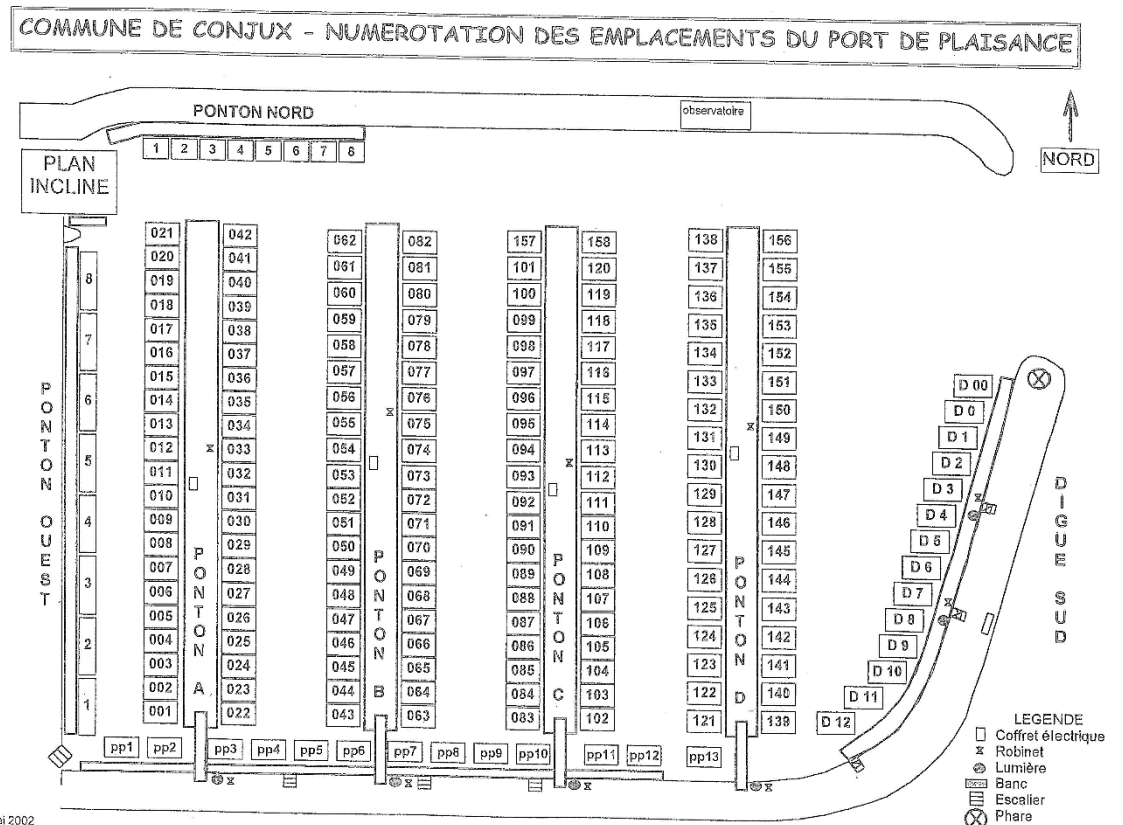 COMMUNE DE CONJUX - NUMEROTATION DES EMPLACEMENTS DU PORT DE PLAISANCE
PONTON NORD
observatoire
1 2 3 4 5 6 7 8
NORD
PLAN
INCLINE
PONTON OUEST
8
7
6
5
4
3
2
1
021 042
020 041
019 040
018 039
017 038
016 037
015 036
014 035
013 034
012 033
011 032
010 031
009 030
008 029
007 028
006 027
005 026
004 025
003 024
002 023
001 022
PONTON A
062 082
061 081
060 080
059 079
058 078
057 077
056 076
055 075
054 074
053 073
052 072
051 071
050 070
049 069
048 068
047 067
046 066
045 065
044 064
043 063
PONTON B
157 158
101 120
100 119
099 118
098 117
097 116
096 115
095 114
094 113
093 112
092 111
091 110
090 109
089 108
088 107
087 106
086 105
085 104
084 103
083 102
PONTON C
138 156
137 155
136 154
135 153
134 152
133 151
132 150
131 149
130 148
129 147
128 146
127 145
126 144
125 143
124 142
123 141
122 140
121 139
PONTON D
D 00
D 0
D 1
D 2
D 3
D 4
D 5
D 6
D 7
D 8
D 9
D 10
D 11
D 12
DIGUE SUD
pp1 pp2 pp3 pp4 pp5 pp6 pp7 pp8 pp9 pp10 pp11 pp12 pp13
LEGENDE
Coffret électrique
Robinet
Lumière
Banc
Escalier
Phare
2002